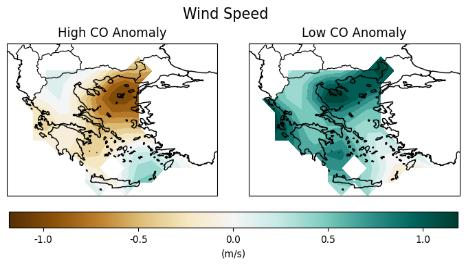 Wind Speed
High CO Anomaly
Low CO Anomaly
-1.0 -0.5 0.0 0.5 1.0
(m/s)